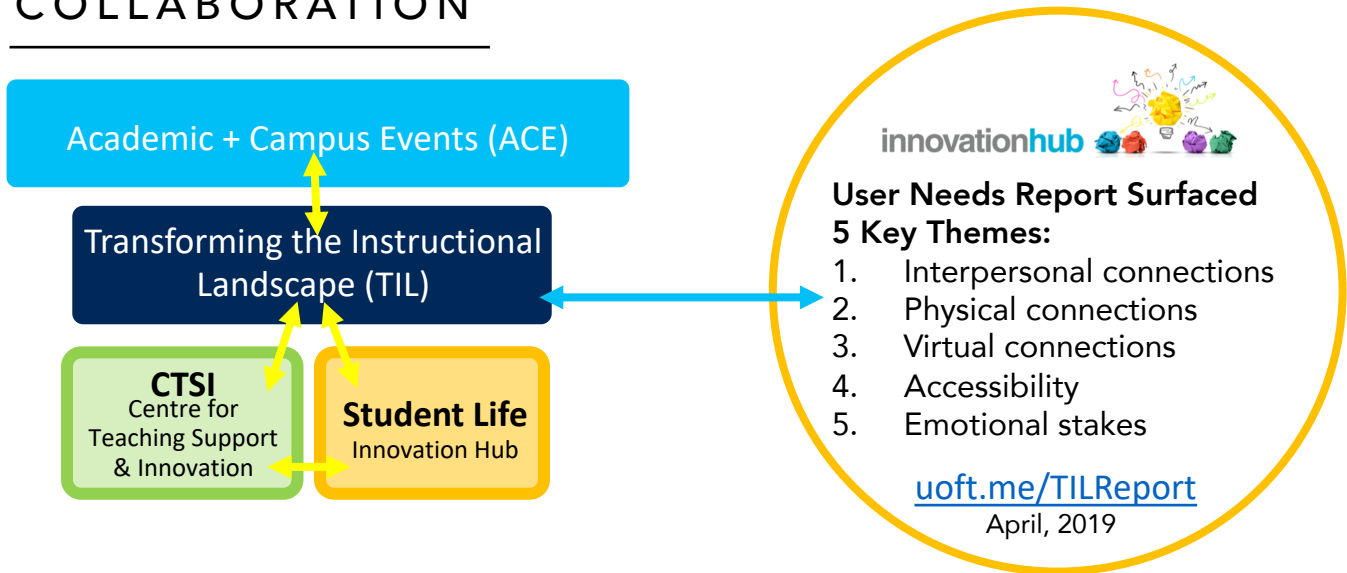 COLLABORATION
Academic + Campus Events (ACE)
Transforming the Instructional
Landscape (TIL)
CTSI
Centre for
Teaching Support
& Innovation
Student Life
Innovation Hub
innovationhub
User Needs Report Surfaced
5 Key Themes:
1. Interpersonal connections
2. Physical connections
3. Virtual connections
4. Accessibility
5. Emotional stakes
uoft.me/TILReport
April, 2019